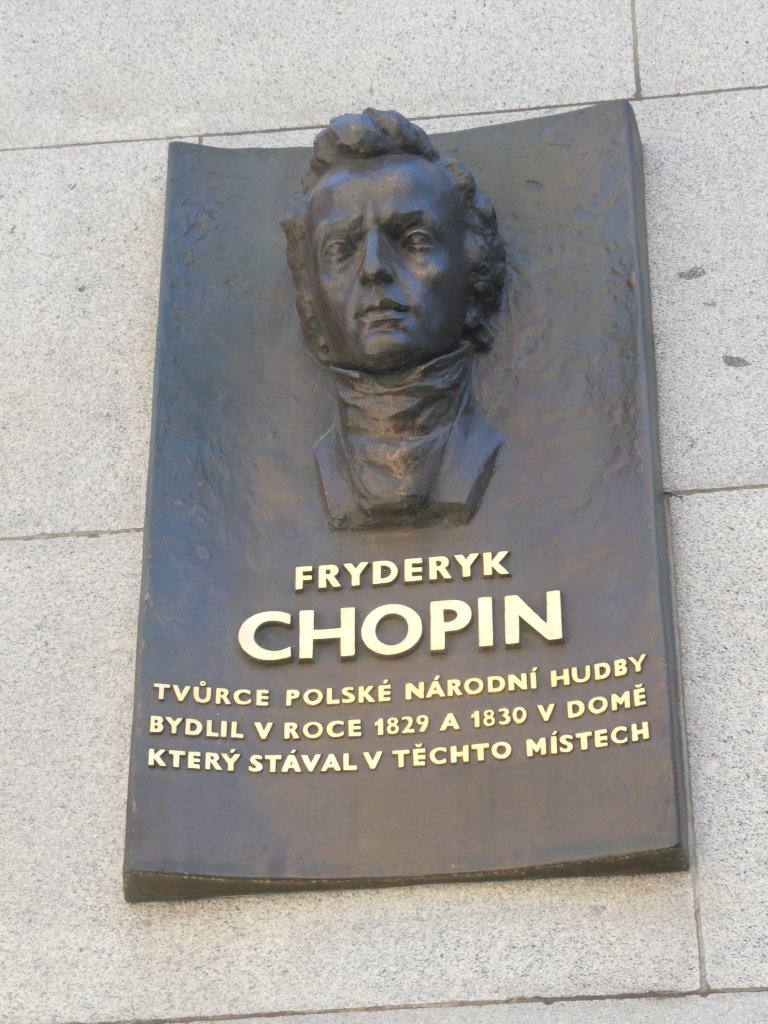 FRYDERYK
CHOPIN
TVŮRCE POLSKÉ NÁRODNÍ HUDBY
BYDLIL V ROCE 1829 A 1830 V DOMĚ
KTERÝ STÁVAL V TĚCHTO MÍSTECH